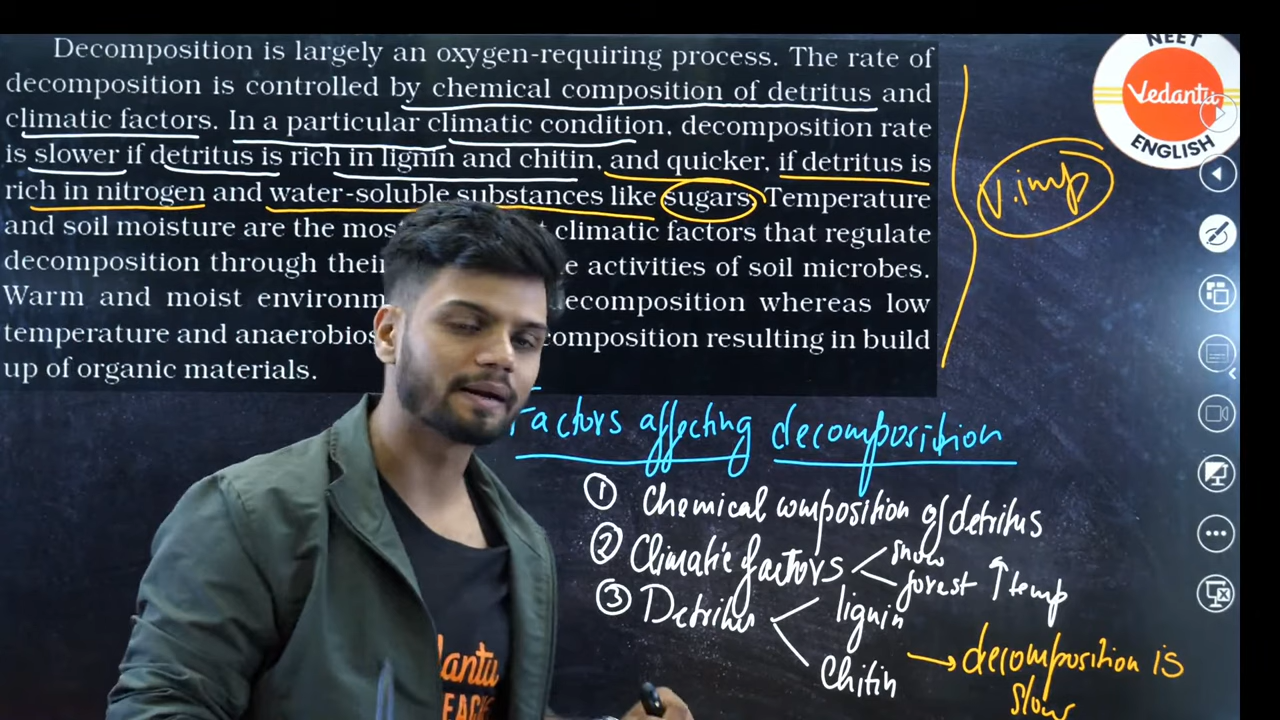 Decomposition is largely an oxygen-requiring process. The rate of
decomposition is controlled by chemical composition of detritus and
climatic factors. In a particular climatic condition, decomposition rate
is slower if detritus is rich in lignin and chitin, and quicker, if detritus is
rich in nitrogen and water-soluble substances like sugars. Temperature
and soil moisture are the mos climatic factors that regulate
decomposition through their e activities of soil microbes.
Warm and moist environm ecomposition whereas low
temperature and anaerobios composition resulting in build
up of organic materials.
NEET
Vedantu
ENGLISH
V.imp
Factors affecting decomposition
① Chemical composition of detritus
② Climatic factors snow
forest ↑ temp
③ Detritus lignin
chitin → decomposition is
slow
dantu
EACHE